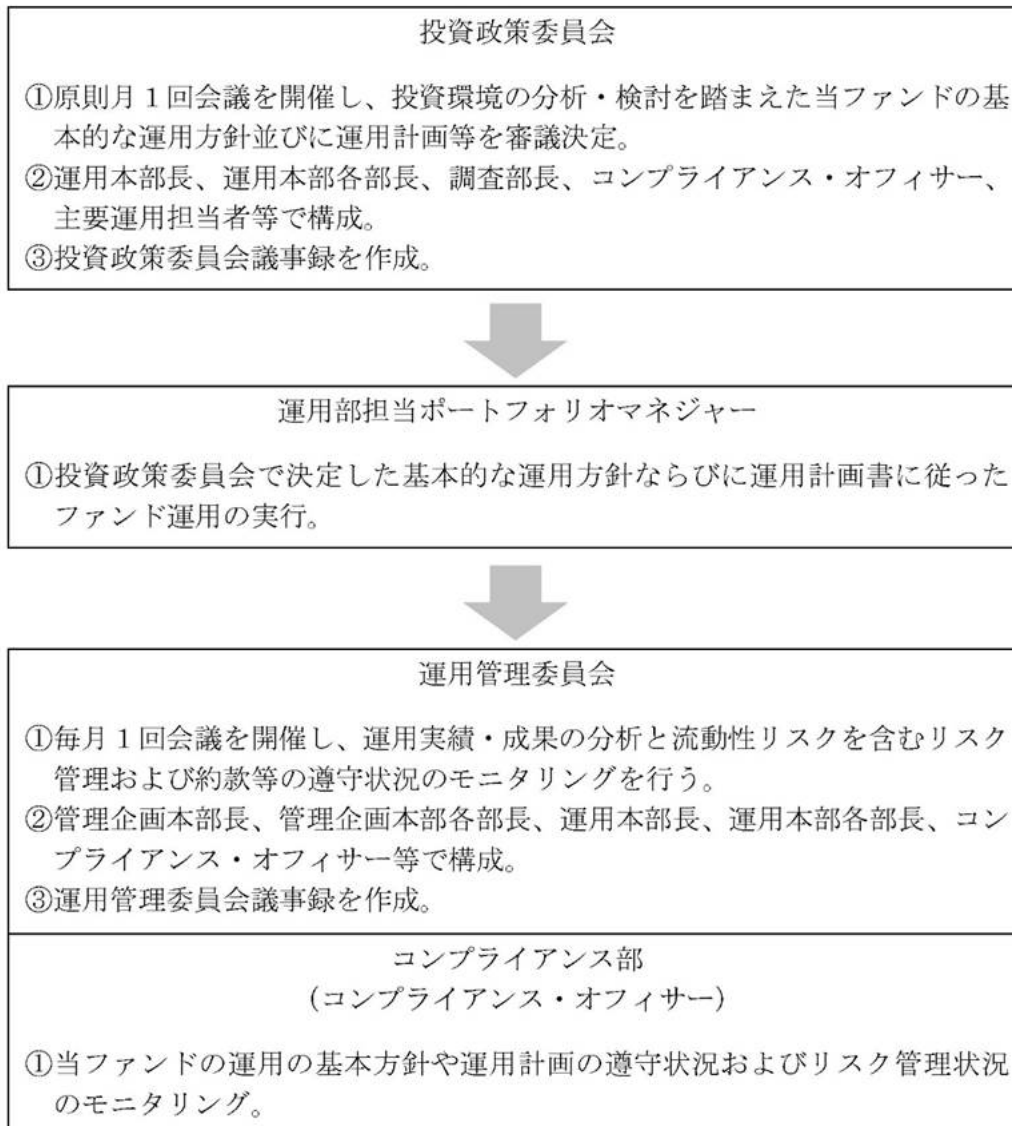 投資政策委員会
①原則月１回会議を開催し、投資環境の分析・検討を踏まえた当ファンドの基
本的な運用方針並びに運用計画等を審議決定。
②運用本部長、運用本部各部長、調査部長、コンプライアンス・オフィサー、
主要運用担当者等で構成。
③投資政策委員会議事録を作成。
運用部担当ポートフォリオマネジャー
①投資政策委員会で決定した基本的な運用方針ならびに運用計画書に従った
ファンド運用の実行。
運用管理委員会
①毎月１回会議を開催し、運用実績・成果の分析と流動性リスクを含むリスク
管理および約款等の遵守状況のモニタリングを行う。
②管理企画本部長、管理企画本部各部長、運用本部長、運用本部各部長、コン
プライアンス・オフィサー等で構成。
③運用管理委員会議事録を作成。
コンプライアンス部
（コンプライアンス・オフィサー）
①当ファンドの運用の基本方針や運用計画の遵守状況およびリスク管理状況
のモニタリング。